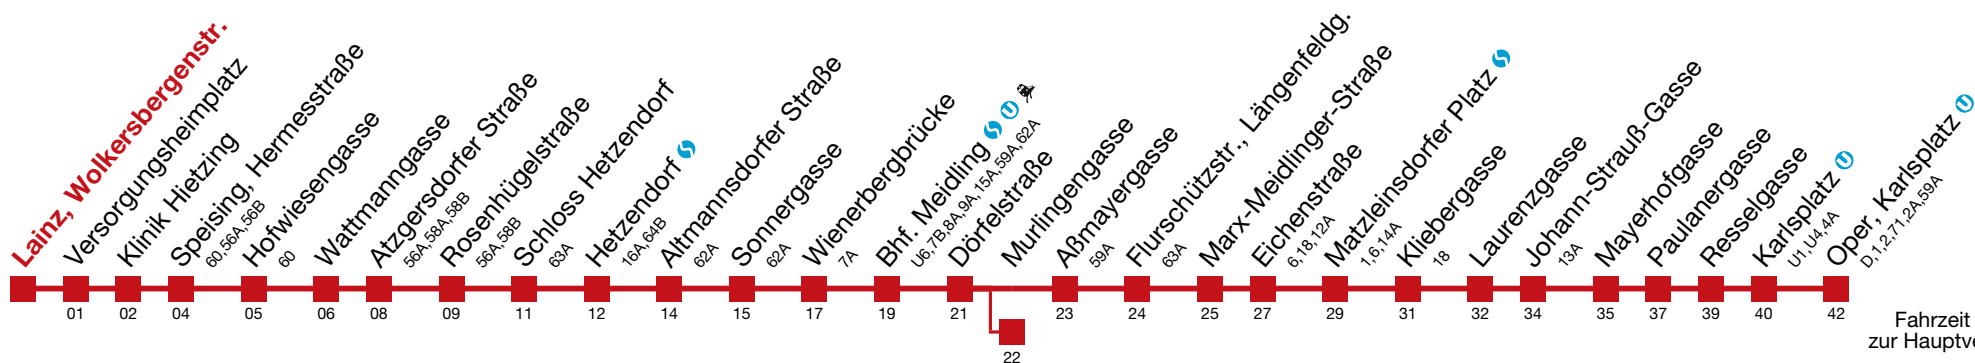 Lainz, Wolkersbergenstr.
Versorgungsheimplatz
01
Klinik Hietzing
02
Speising, Hermesstraße
60,56A,56B
04
Hofwiesengasse
60
05
Wattmanngasse
06
Atzgersdorfer Straße
56A,58A,58B
08
Rosenhügelstraße
56A,58B
09
Schloss Hetzendorf
63A
11
Hetzendorf
16A,64B
12
Altmannsdorfer Straße
62A
14
Sonnergasse
62A
15
Wienerbergbrücke
7A
17
Bhf. Meidling U
U6,7B,8A,9A,15A,59A,62A
19
Dörfelstraße
21
Murlingengasse
22
Aßmayergasse
59A
23
Flurschützstr., Längenfeldg.
63A
24
Marx-Meidlinger-Straße
25
Eichenstraße
6,18,12A
27
Matzleinsdorfer Platz
1,6,14A
29
Kliebergasse
18
31
Laurenzgasse
32
Johann-Strauß-Gasse
13A
34
Mayerhofgasse
35
Paulanergasse
37
Resselgasse
39
Karlsplatz U
U1,U4,4A
40
Oper, Karlsplatz U
D,1,2,71,2A,59A
42
Fahrzeit
zur Hauptve